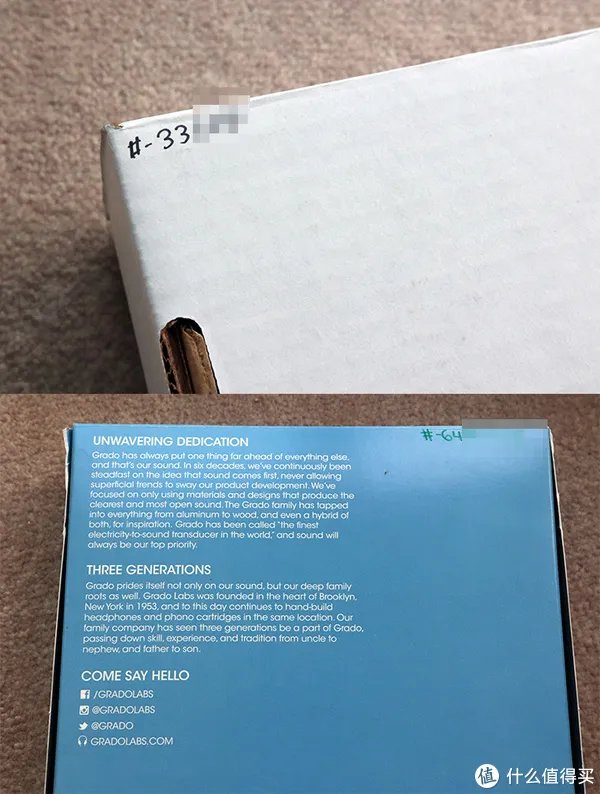 #-33
#-64
UNWAVERING DEDICATION
Grado has always put one thing far ahead of everything else,
and that's our sound. In six decades, we've continuously been
steadfast on the idea that sound comes first, never allowing
superficial trends to sway our product development. We've
focused on only using materials and designs that produce the
clearest and most open sound. The Grado family has tapped
into everything from aluminum to wood, and even a hybrid of
both, for inspiration. Grado has been called "the finest
electricity-to-sound transducer in the world," and sound will
always be our top priority.
THREE GENERATIONS
Grado prides itself not only on our sound, but our deep family
roots as well. Grado Labs was founded in the heart of Brooklyn,
New York in 1953, and to this day continues to hand-build
headphones and phono cartridges in the same location. Our
family company has seen three generations be a part of Grado,
passing down skill, experience, and tradition from uncle to
nephew, and father to son.
COME SAY HELLO
/GRADOLABS
@GRADOLABS
@GRADO
GRADOLABS.COM
值 什么值得买